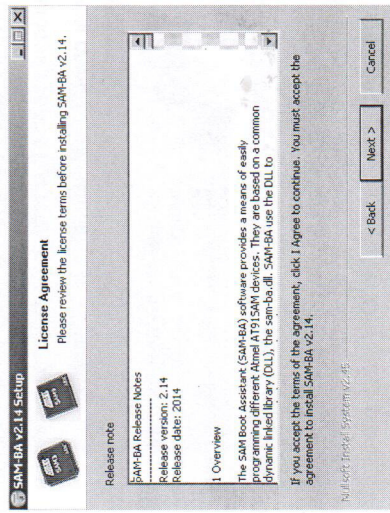 SAM-BA v2.14 Setup
License Agreement
Please review the license terms before installing SAM-BA v2.14.
Release note
SAM-BA Release Notes
--------------------
Release version: 2.14
Release date: 2014
1 Overview
The SAM Boot Assistant (SAM-BA) software provides a means of easily
programming different Atmel AT91SAM devices. They are based on a common
dynamic linked library (DLL), the sam-ba.dll. SAM-BA use the DLL to
If you accept the terms of the agreement, click I Agree to continue. You must accept the
agreement to install SAM-BA v2.14.
Nullsoft Install System v2.45
< Back
Next >
Cancel